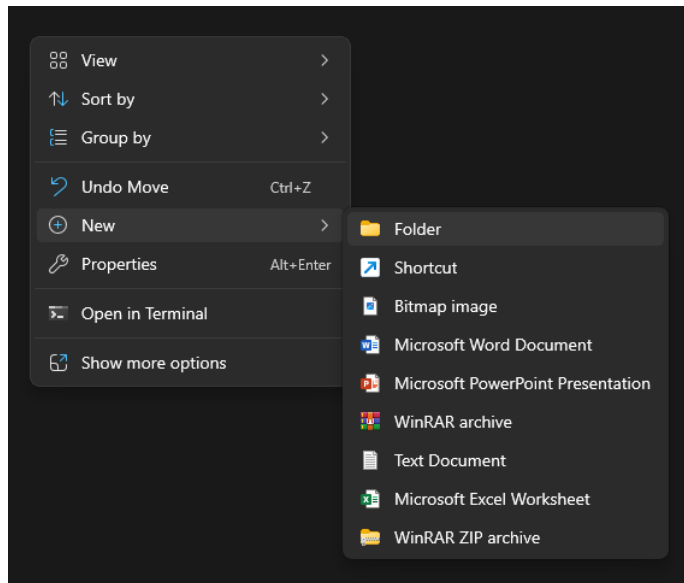 View
Sort by
Group by
Undo Move Ctrl+Z
New
Properties Alt+Enter
Open in Terminal
Show more options
Folder
Shortcut
Bitmap image
Microsoft Word Document
Microsoft PowerPoint Presentation
WinRAR archive
Text Document
Microsoft Excel Worksheet
WinRAR ZIP archive